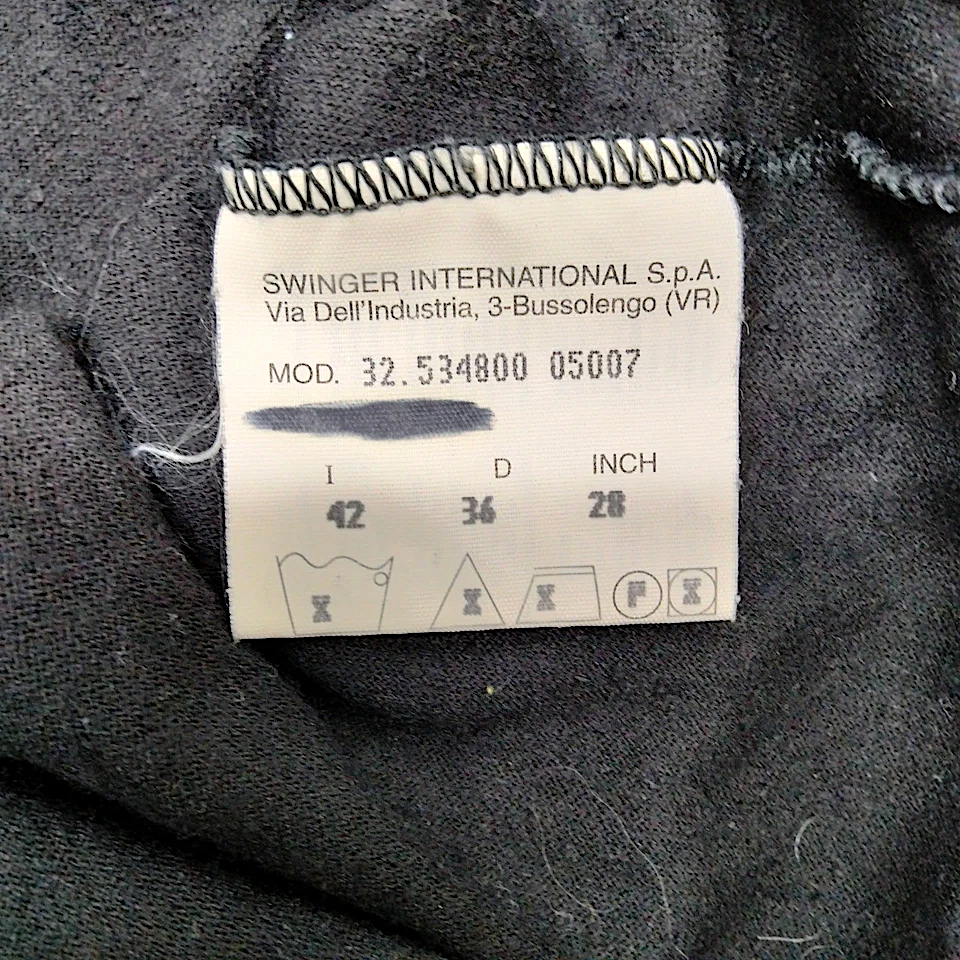 SWINGER INTERNATIONAL S.p.A.
Via Dell'Industria, 3-Bussolengo (VR)
MOD. 32.534800 05007
I D INCH
42 36 28
X X X F X